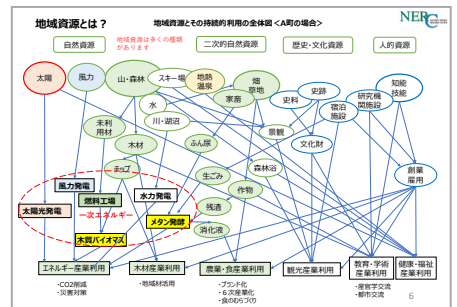 地域資源とは？
地域資源とその持続的利用の全体図<A町の場合>
NERC
地域資源は多くの種類
があります
自然資源
二次的自然資源
歴史・文化資源
人的資源
太陽
風力
山・森林
スキー場
地熱
温泉
畑
草地
家畜
史料
史跡
宿泊
施設
研究機
関施設
知能
技能
水
川・湖沼
景観
文化財
未利
用材
木材
ふん尿
チップ
生ごみ
森林浴
作物
残渣
消化液
創業
雇用
風力発電
燃料工場
水力発電
太陽光発電
一次エネルギー
メタン発酵
木質バイオマス
エネルギー産業利用
木材産業利用
農業・食産業利用
観光産業利用
教育・学術
産業利用
健康・福祉
産業利用
・CO2削減
・災害対策
・地域材活用
・ブランド化
・6次産業化
・食のむらづくり
・産官学交流
・都市交流
6